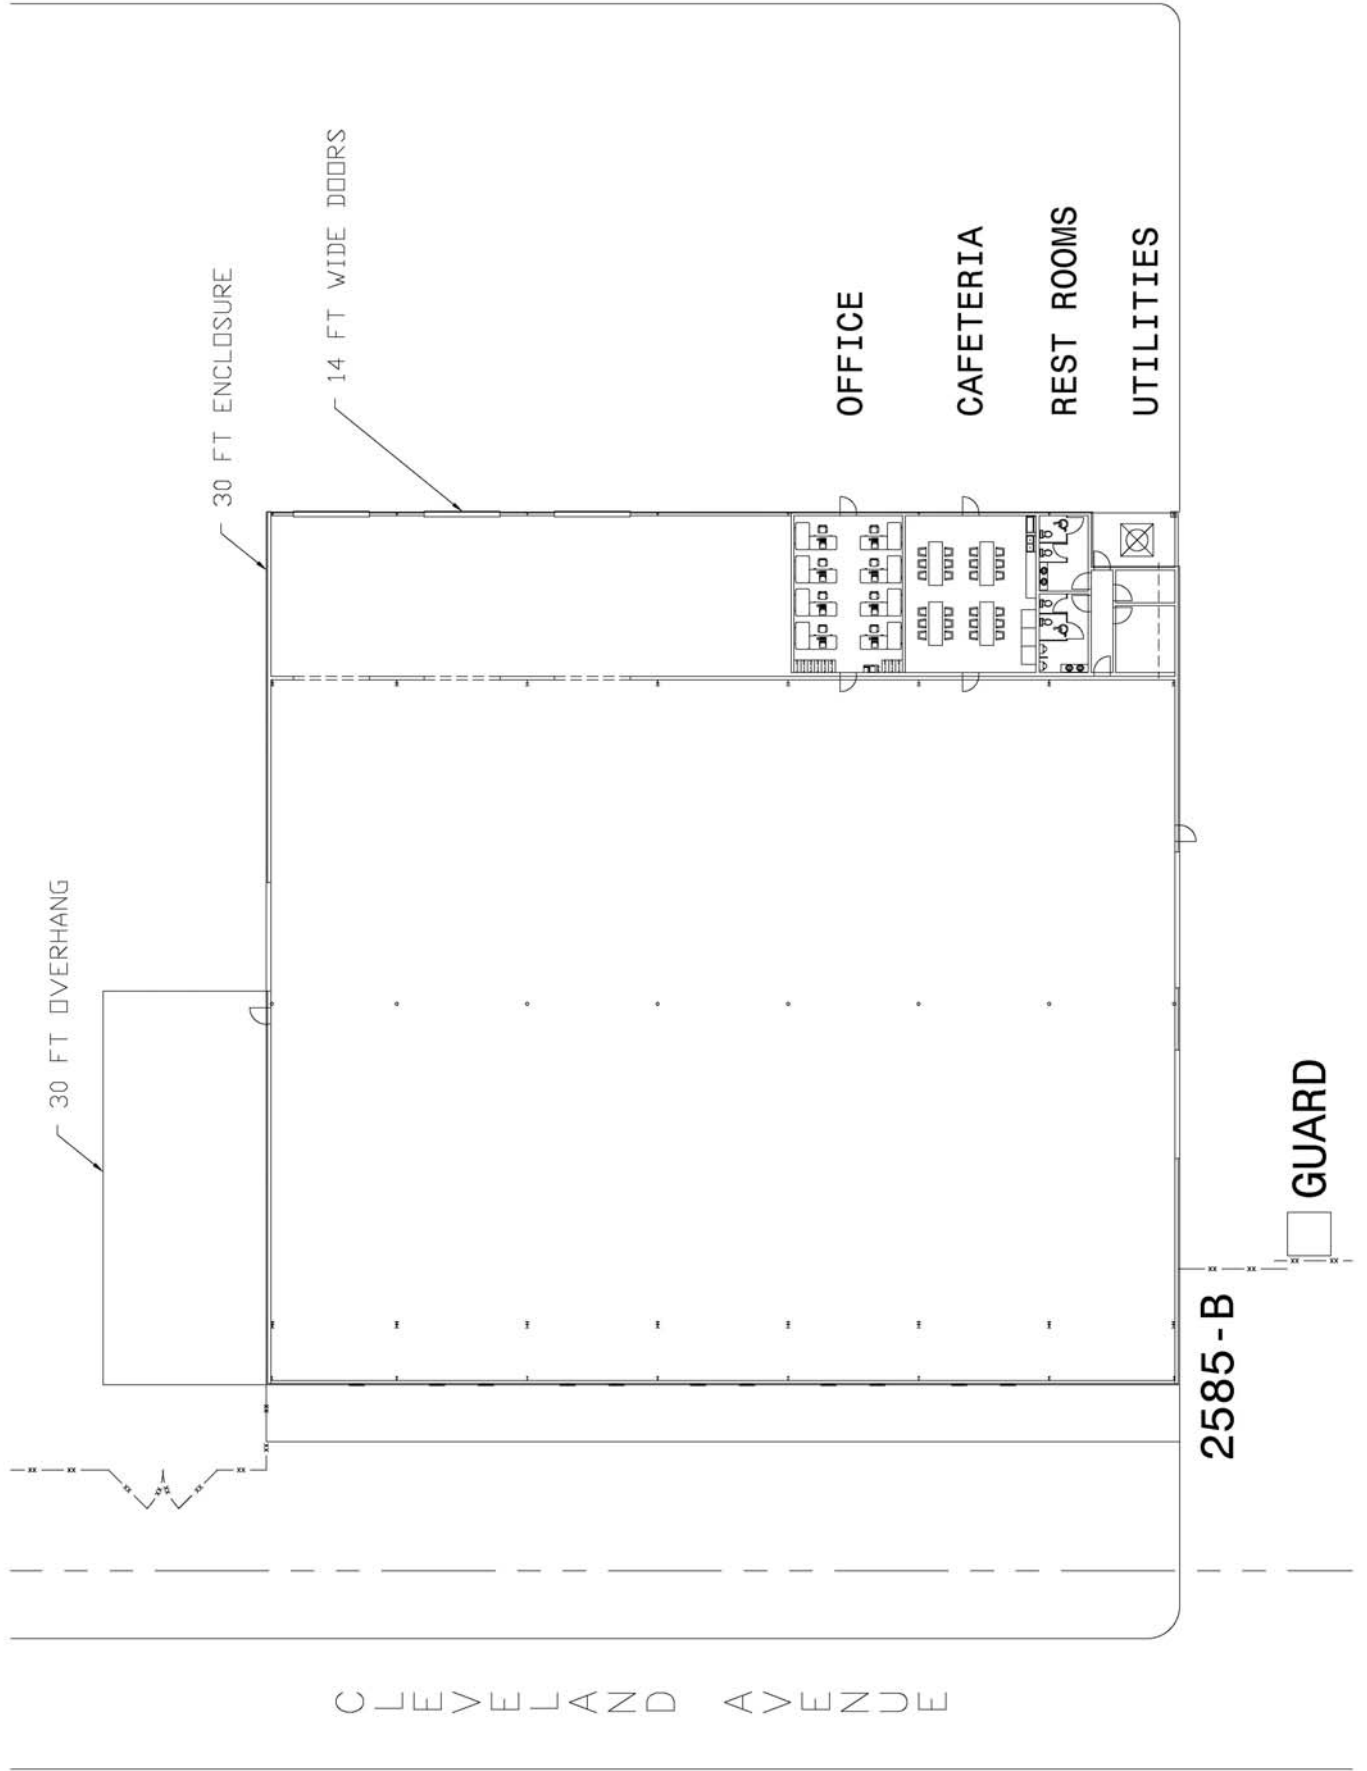 30 FT OVERHANG
30 FT ENCLOSURE
14 FT WIDE DOORS
OFFICE
CAFETERIA
REST ROOMS
UTILITIES
CLEVELAND AVENUE
2585-B
GUARD